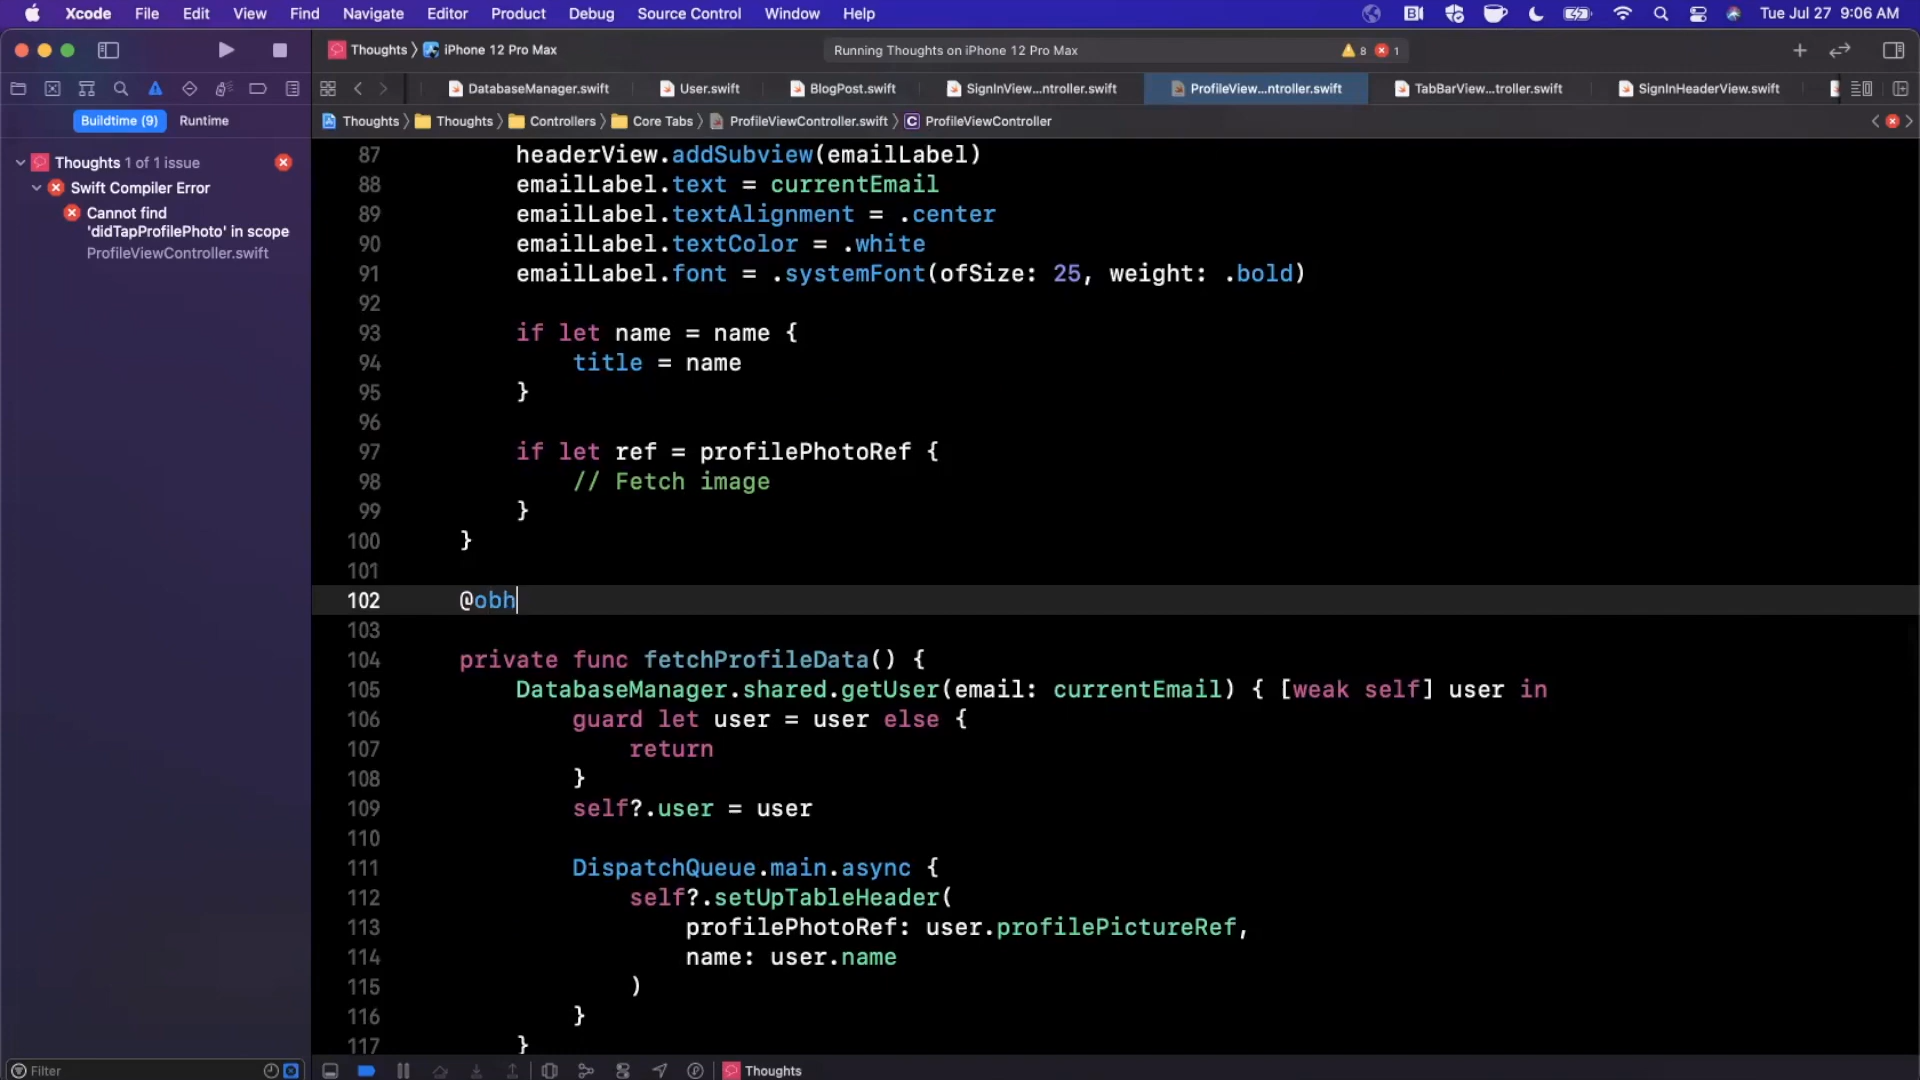 Xcode File Edit View Find Navigate Editor Product Debug Source Control Window Help Tue Jul 27 9:06 AM
Thoughts iPhone 12 Pro Max Running Thoughts on iPhone 12 Pro Max 8 1
DatabaseManager.swift User.swift BlogPost.swift SignInView...ntroller.swift ProfileView...ntroller.swift TabBarView...troller.swift SignInHeaderView.swift
Buildtime (9) Runtime
Thoughts Thoughts Controllers Core Tabs ProfileViewController.swift C ProfileViewController
Thoughts 1 of 1 issue
Swift Compiler Error
Cannot find
'didTapProfilePhoto' in scope
ProfileViewController.swift
87 headerView.addSubview(emailLabel)
88 emailLabel.text = currentEmail
89 emailLabel.textAlignment = .center
90 emailLabel.textColor = .white
91 emailLabel.font = .systemFont(ofSize: 25, weight: .bold)
92
93 if let name = name {
94 title = name
95 }
96
97 if let ref = profilePhotoRef {
98 // Fetch image
99 }
100 }
101
102 @obh
103
104 private func fetchProfileData() {
105 DatabaseManager.shared.getUser(email: currentEmail) { [weak self] user in
106 guard let user = user else {
107 return
108 }
109 self?.user = user
110
111 DispatchQueue.main.async {
112 self?.setUpTableHeader(
113 profilePhotoRef: user.profilePictureRef,
114 name: user.name
115 )
116 }
117 }
Filter Thoughts